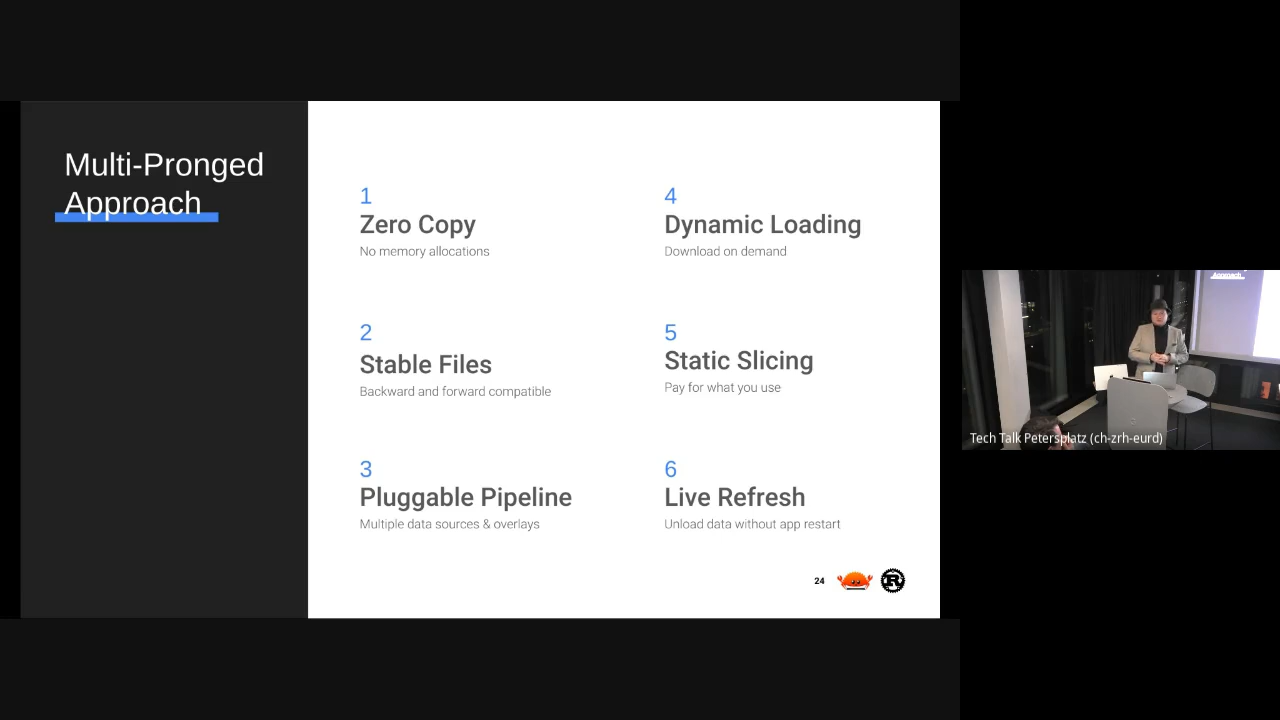 Multi-Pronged
Approach
1
Zero Copy
No memory allocations
2
Stable Files
Backward and forward compatible
3
Pluggable Pipeline
Multiple data sources & overlays
4
Dynamic Loading
Download on demand
5
Static Slicing
Pay for what you use
6
Live Refresh
Unload data without app restart
24
R
Approach
Tech Talk Petersplatz (ch-zrh-eurd)